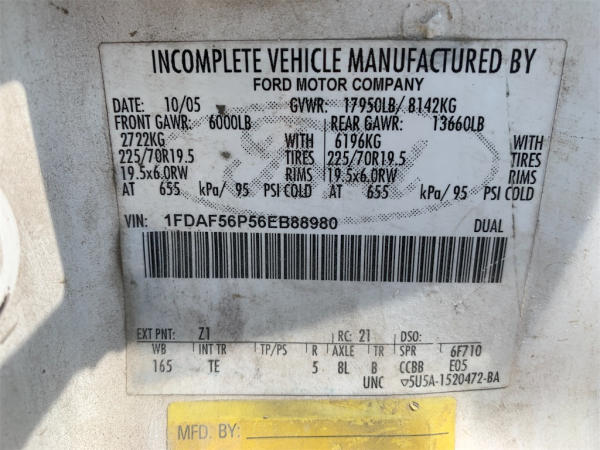 INCOMPLETE VEHICLE MANUFACTURED BY
FORD MOTOR COMPANY
DATE: 10/05 GVWR: 17950LB/ 8142KG
FRONT GAWR: 6000LB REAR GAWR: 13660LB
2722KG WITH 6196KG WITH
225/70R19.5 TIRES 225/70R19.5 TIRES
19.5x6.0RW RIMS 19.5x6.0RW RIMS
AT 655 kPa/ 95 PSI COLD AT 655 kPa/ 95 PSI COLD
VIN: 1FDAF56P56EB88980 DUAL
EXT PNT: Z1 RC: 21 DSO:
WB INT TR TP/PS R AXLE TR SPR 6F710
165 TE 5 8L B CCBB E05
UNC ▽5U5A-1520472-BA
MFD BY: